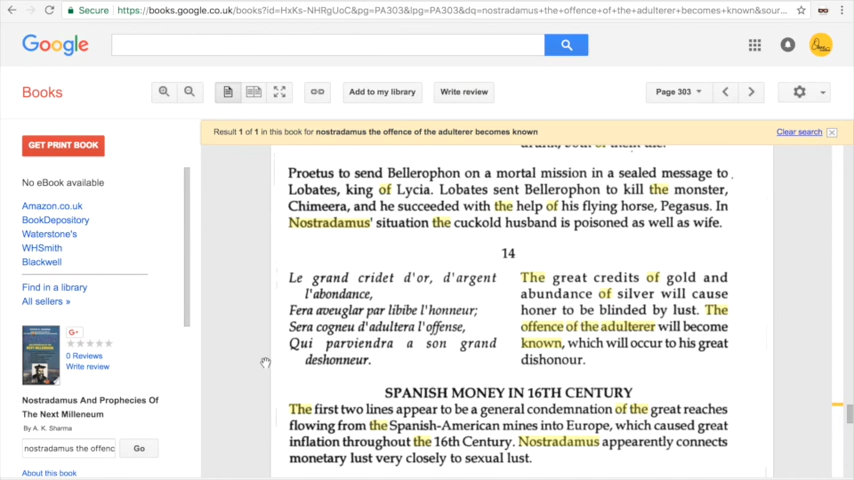 Secure
https://books.google.co.uk/books?id=HxKs-NHRgUoC&pg=PA303&lpg=PA303&dq=nostradamus+the+offence+of+the+adulterer+becomes+known&sour...
Google
Books
Add to my library
Write review
Page 303
Result 1 of 1 in this book for nostradamus the offence of the adulterer becomes known
Clear search
GET PRINT BOOK
No eBook available
Amazon.co.uk
BookDepository
Waterstone's
WHSmith
Blackwell
Find in a library
All sellers »
G+
0 Reviews
Write review
Nostradamus And Prophecies Of
The Next Milleneum
By A. K. Sharma
nostradamus the offenc
Go
About this book
Proetus to send Bellerophon on a mortal mission in a sealed message to
Lobates, king of Lycia. Lobates sent Bellerophon to kill the monster,
Chimeera, and he succeeded with the help of his flying horse, Pegasus. In
Nostradamus' situation the cuckold husband is poisoned as well as wife.
14
Le grand cridet d'or, d'argent
l'abondance,
Fera aveuglar par libibe l'honneur;
Sera cogneu d'adultera l'offense,
Qui parviendra a son grand
deshonneur.
The great credits of gold and
abundance of silver will cause
honer to be blinded by lust. The
offence of the adulterer will become
known, which will occur to his great
dishonour.
SPANISH MONEY IN 16TH CENTURY
The first two lines appear to be a general condemnation of the great reaches
flowing from the Spanish-American mines into Europe, which caused great
inflation throughout the 16th Century. Nostradamus appearently connects
monetary lust very closely to sexual lust.